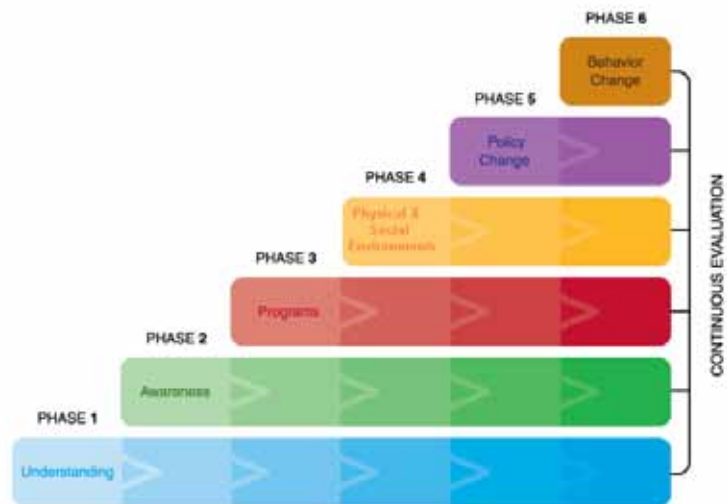 PHASE 6
Behavior
Change
PHASE 5
Policy
Change
PHASE 4
Physical &
Social
Environments
PHASE 3
Programs
PHASE 2
Awareness
PHASE 1
Understanding
CONTINUOUS EVALUATION